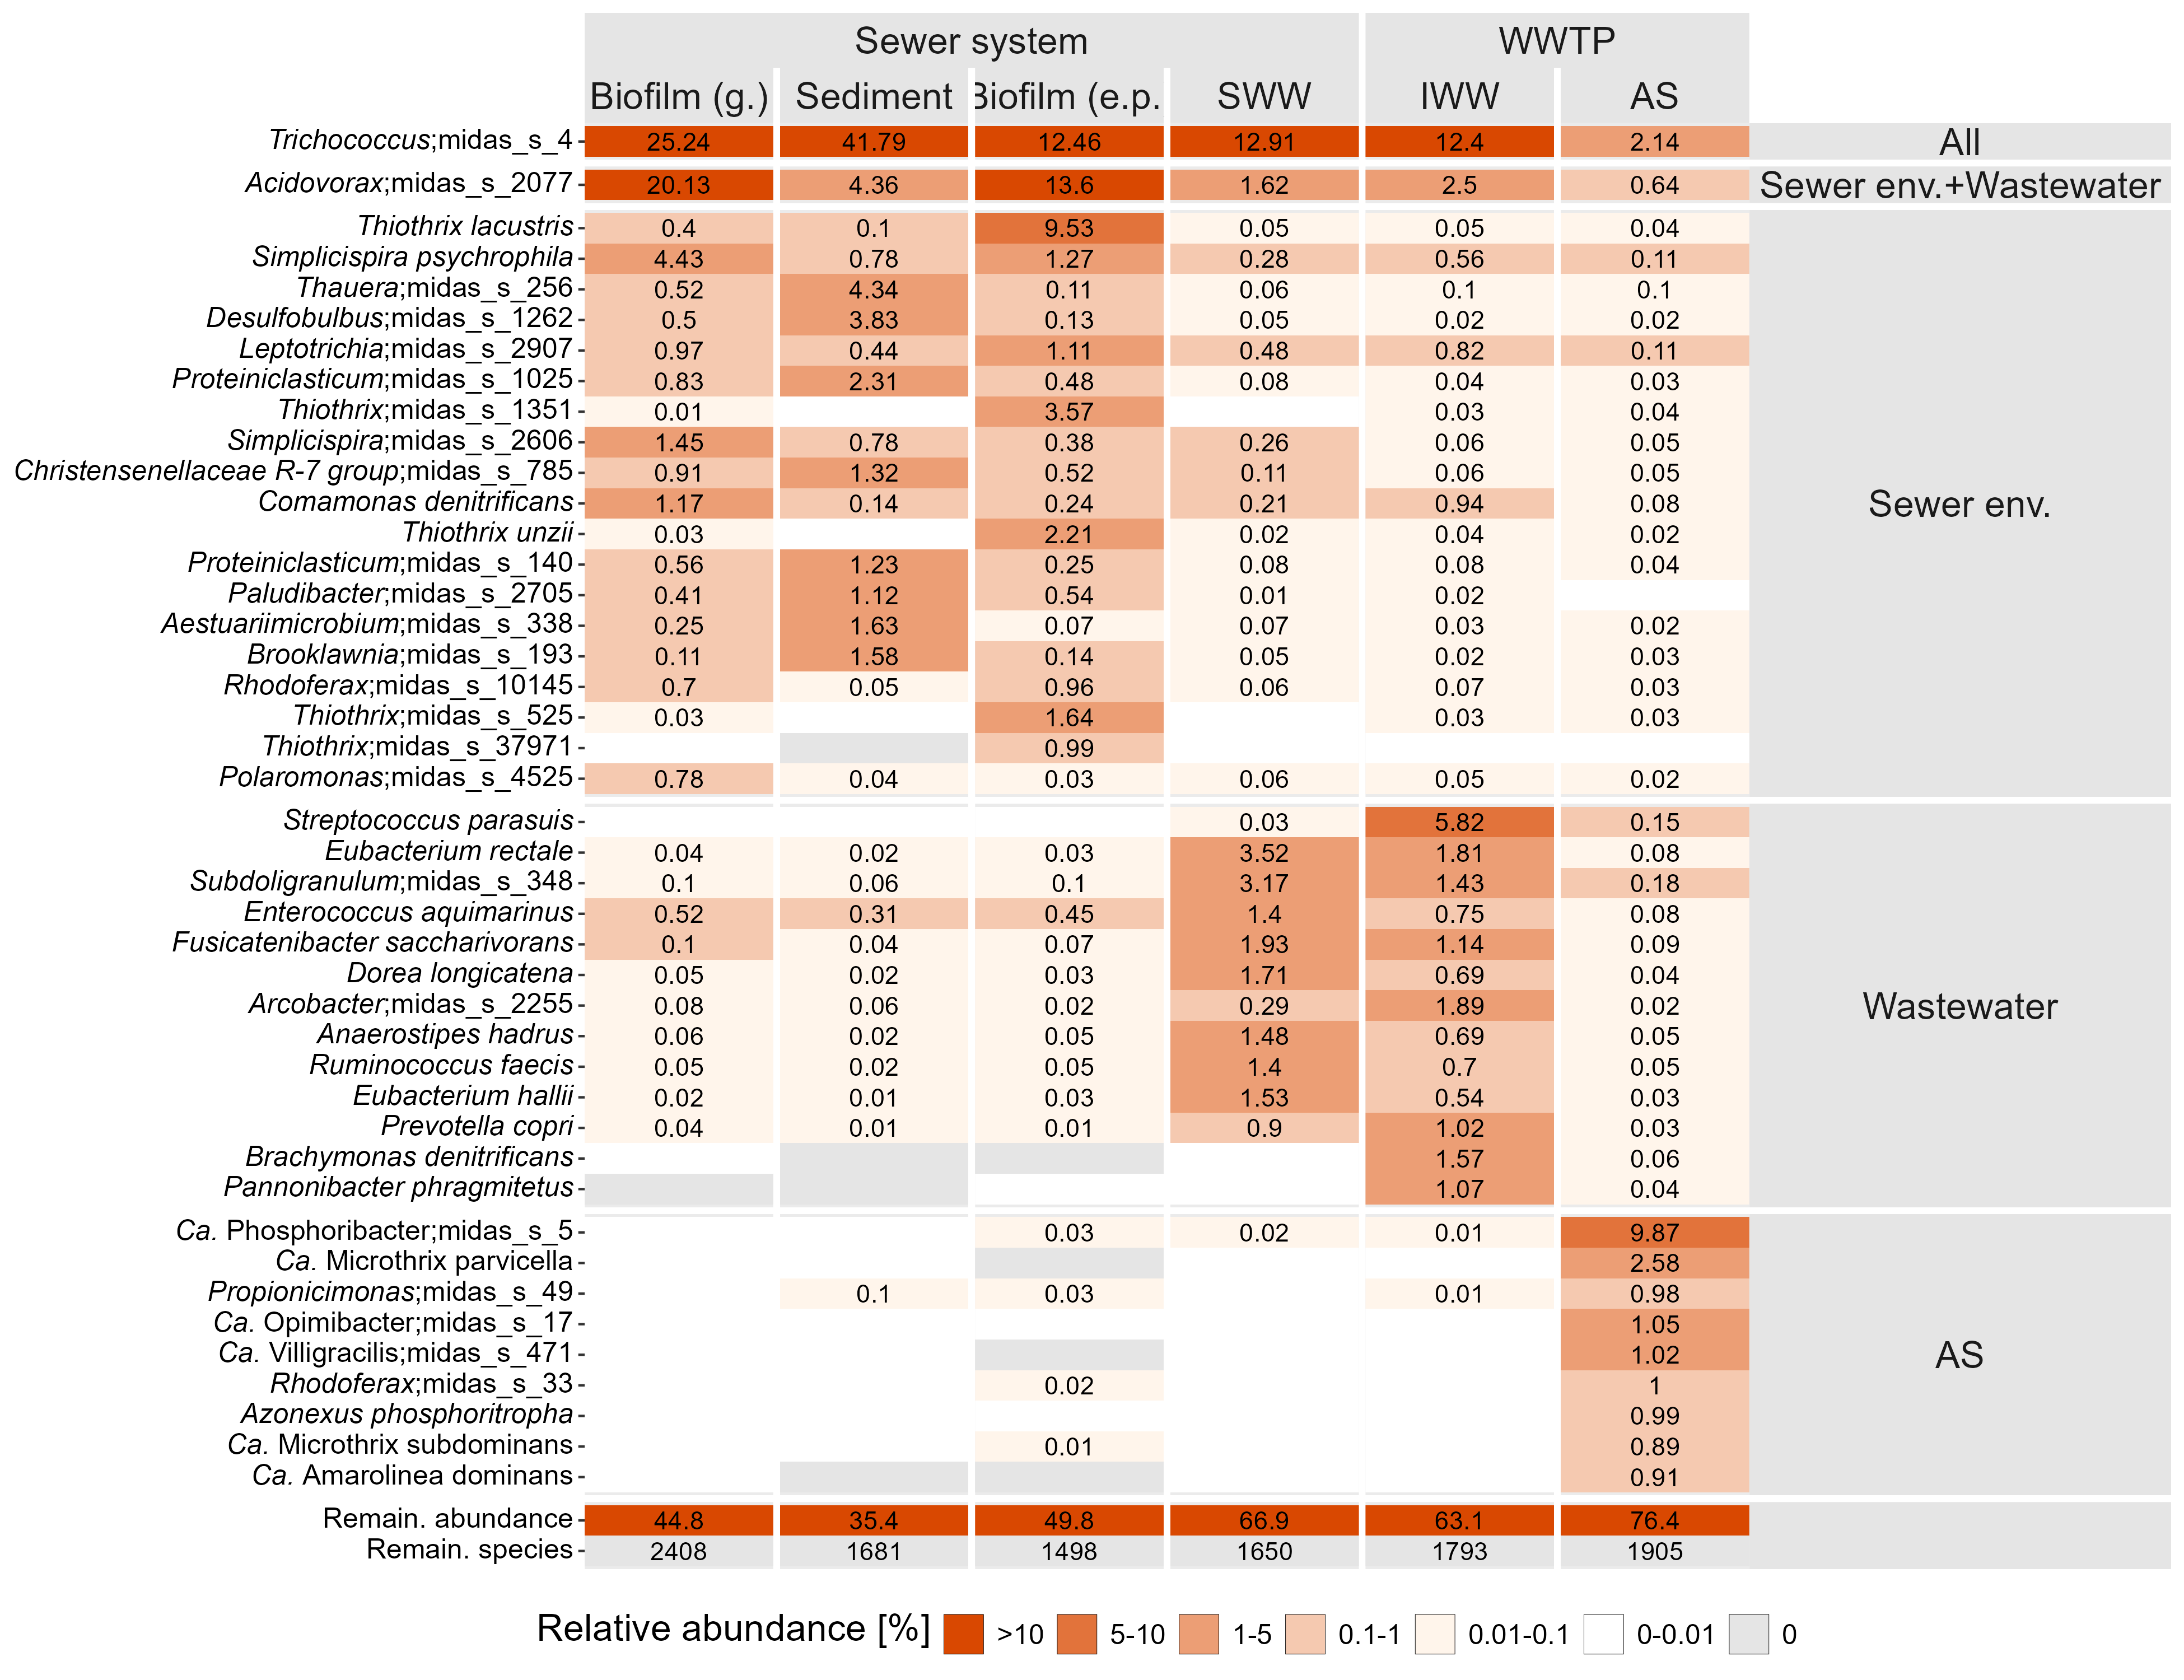 Sewer system WWTP
Biofilm (g.) Sediment Biofilm (e.p. SWW IWW AS
Trichococcus;midas_s_4 25.24 41.79 12.46 12.91 12.4 2.14 All
Acidovorax;midas_s_2077 20.13 4.36 13.6 1.62 2.5 0.64 Sewer env.+Wastewater
Thiothrix lacustris 0.4 0.1 9.53 0.05 0.05 0.04
Simplicispira psychrophila 4.43 0.78 1.27 0.28 0.56 0.11
Thauera;midas_s_256 0.52 4.34 0.11 0.06 0.1 0.1
Desulfobulbus;midas_s_1262 0.5 3.83 0.13 0.05 0.02 0.02
Leptotrichia;midas_s_2907 0.97 0.44 1.11 0.48 0.82 0.11
Proteiniclasticum;midas_s_1025 0.83 2.31 0.48 0.08 0.04 0.03
Thiothrix;midas_s_1351 0.01 3.57 0.03 0.04
Simplicispira;midas_s_2606 1.45 0.78 0.38 0.26 0.06 0.05
Christensenellaceae R-7 group;midas_s_785 0.91 1.32 0.52 0.11 0.06 0.05
Comamonas denitrificans 1.17 0.14 0.24 0.21 0.94 0.08 Sewer env.
Thiothrix unzii 0.03 2.21 0.02 0.04 0.02
Proteiniclasticum;midas_s_140 0.56 1.23 0.25 0.08 0.08 0.04
Paludibacter;midas_s_2705 0.41 1.12 0.54 0.01 0.02
Aestuariimicrobium;midas_s_338 0.25 1.63 0.07 0.07 0.03 0.02
Brooklawnia;midas_s_193 0.11 1.58 0.14 0.05 0.02 0.03
Rhodoferax;midas_s_10145 0.7 0.05 0.96 0.06 0.07 0.03
Thiothrix;midas_s_525 0.03 1.64 0.03 0.03
Thiothrix;midas_s_37971 0.99
Polaromonas;midas_s_4525 0.78 0.04 0.03 0.06 0.05 0.02
Streptococcus parasuis 0.03 5.82 0.15
Eubacterium rectale 0.04 0.02 0.03 3.52 1.81 0.08
Subdoligranulum;midas_s_348 0.1 0.06 0.1 3.17 1.43 0.18
Enterococcus aquimarinus 0.52 0.31 0.45 1.4 0.75 0.08
Fusicatenibacter saccharivorans 0.1 0.04 0.07 1.93 1.14 0.09
Dorea longicatena 0.05 0.02 0.03 1.71 0.69 0.04
Arcobacter;midas_s_2255 0.08 0.06 0.02 0.29 1.89 0.02 Wastewater
Anaerostipes hadrus 0.06 0.02 0.05 1.48 0.69 0.05
Ruminococcus faecis 0.05 0.02 0.05 1.4 0.7 0.05
Eubacterium hallii 0.02 0.01 0.03 1.53 0.54 0.03
Prevotella copri 0.04 0.01 0.01 0.9 1.02 0.03
Brachymonas denitrificans 1.57 0.06
Pannonibacter phragmitetus 1.07 0.04
Ca. Phosphoribacter;midas_s_5 0.03 0.02 0.01 9.87
Ca. Microthrix parvicella 2.58
Propionicimonas;midas_s_49 0.1 0.03 0.01 0.98
Ca. Opimibacter;midas_s_17 1.05
Ca. Villigracilis;midas_s_471 1.02 AS
Rhodoferax;midas_s_33 0.02 1
Azonexus phosphoritropha 0.99
Ca. Microthrix subdominans 0.01 0.89
Ca. Amarolinea dominans 0.91
Remain. abundance 44.8 35.4 49.8 66.9 63.1 76.4
Remain. species 2408 1681 1498 1650 1793 1905
Relative abundance [%] >10 5-10 1-5 0.1-1 0.01-0.1 0-0.01 0